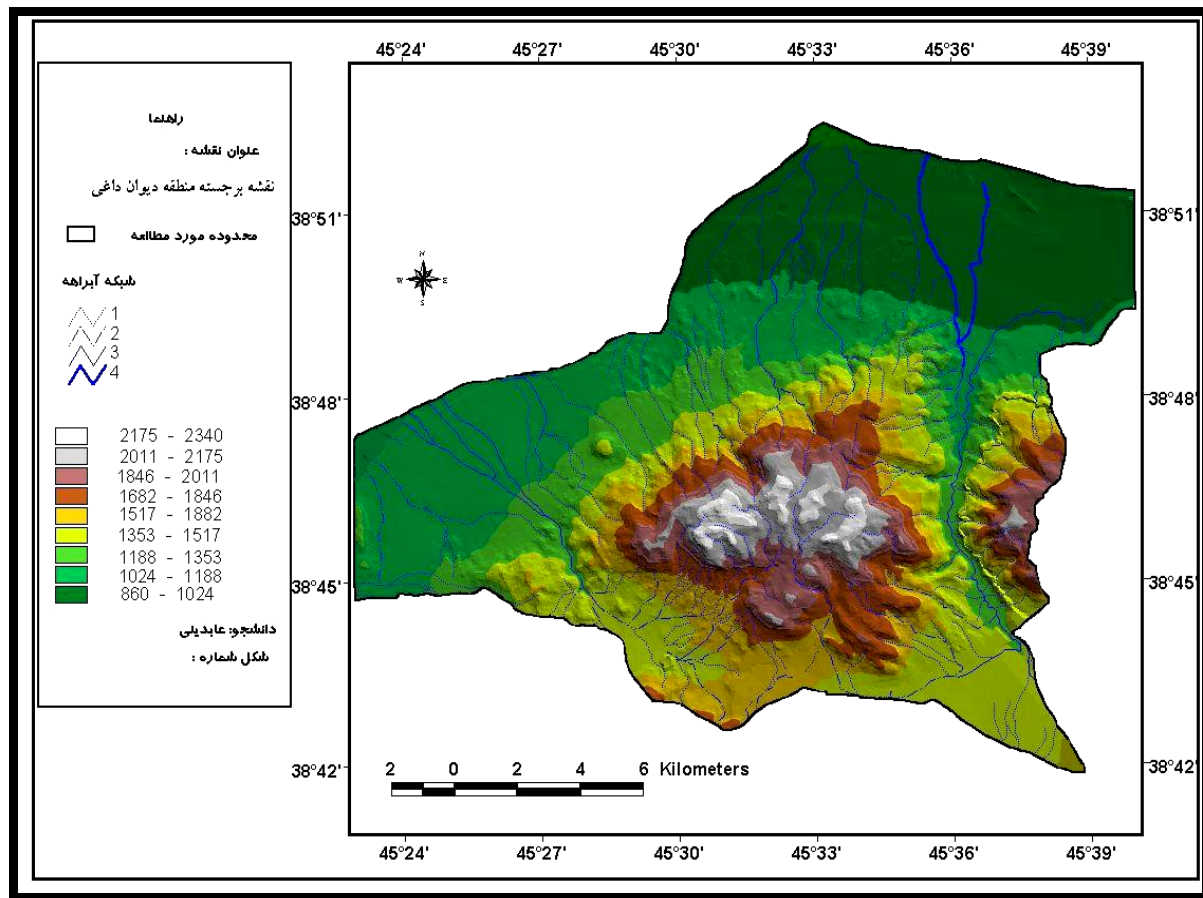 45°24' 45°27' 45°30' 45°33' 45°36' 45°39'
راهنما
عنوان نقشه :
نقشه برجسته منطقه دیوان داغی
محدوده مورد مطالعه
شبکه آبراهه
1
2
3
4
2175 - 2340
2011 - 2175
1846 - 2011
1682 - 1846
1517 - 1882
1353 - 1517
1188 - 1353
1024 - 1188
860 - 1024
دانشجو: عابدینی
شکل شماره :
38°51' 38°51'
N
W E
S
38°48' 38°48'
38°45' 38°45'
38°42' 38°42'
2 0 2 4 6 Kilometers
45°24' 45°27' 45°30' 45°33' 45°36' 45°39'